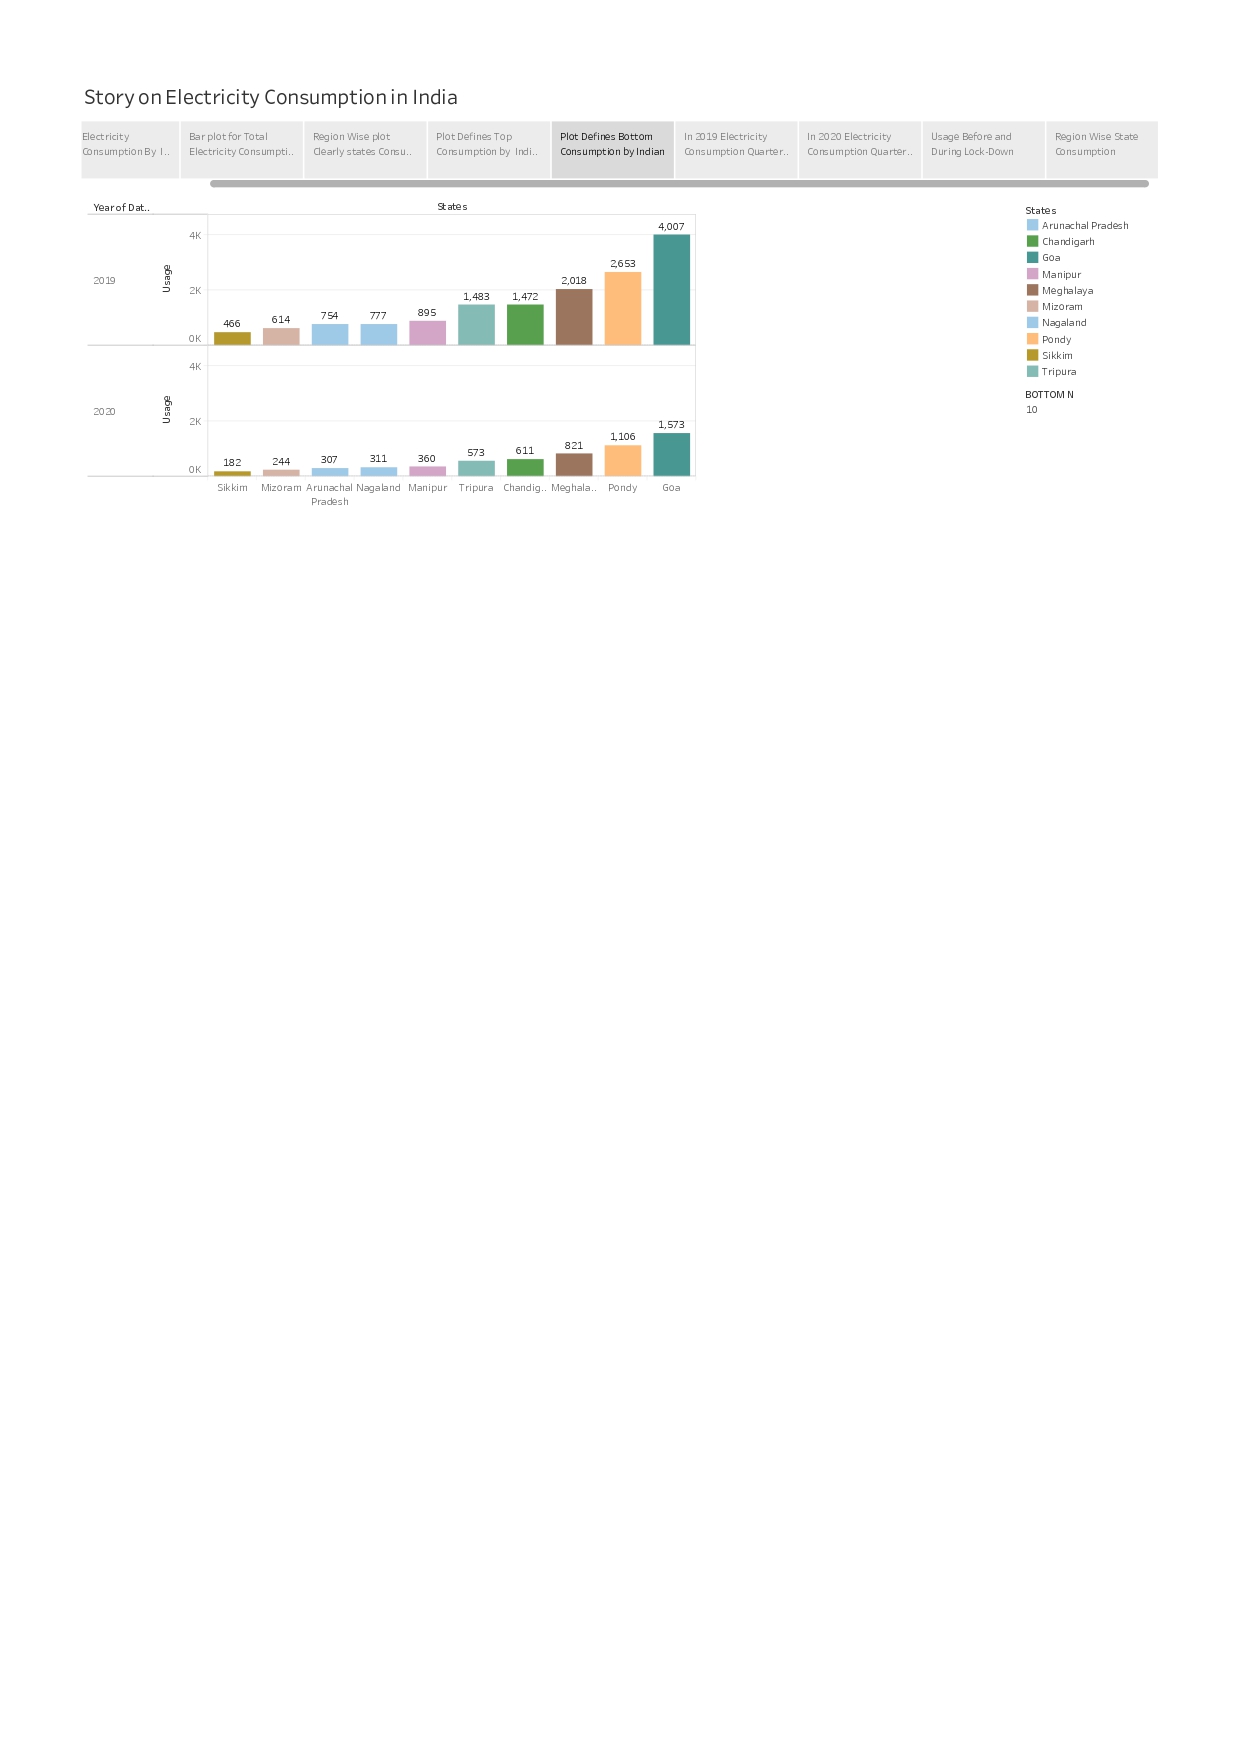 Story on Electricity Consumption in India
Electricity
Consumption By I..
Bar plot for Total
Electricity Consumpti..
Region Wise plot
Clearly states Consu..
Plot Defines Top
Consumption by Indi..
Plot Defines Bottom
Consumption by Indian
In 2019 Electricity
Consumption Quarter..
In 2020 Electricity
Consumption Quarter..
Usage Before and
During Lock-Down
Region Wise State
Consumption
Year of Dat..
States
2019
Usage
4K
2K
0K
466
614
754
777
895
1,483
1,472
2,018
2,653
4,007
2020
Usage
4K
2K
0K
182
244
307
311
360
573
611
821
1,106
1,573
Sikkim
Mizoram
Arunachal
Pradesh
Nagaland
Manipur
Tripura
Chandig..
Meghala..
Pondy
Goa
States
Arunachal Pradesh
Chandigarh
Goa
Manipur
Meghalaya
Mizoram
Nagaland
Pondy
Sikkim
Tripura
BOTTOM N
10